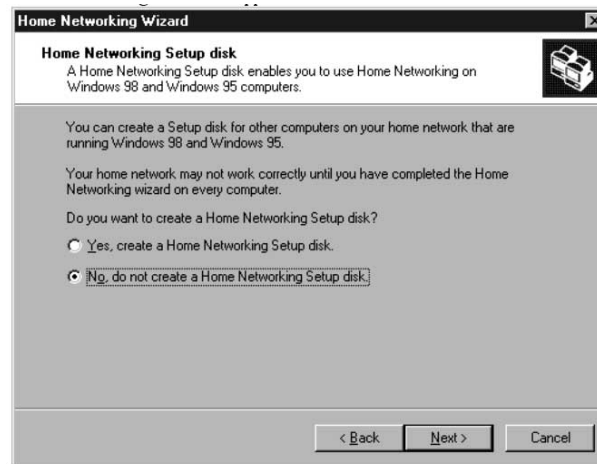 Home Networking Wizard
Home Networking Setup disk
A Home Networking Setup disk enables you to use Home Networking on
Windows 98 and Windows 95 computers.
You can create a Setup disk for other computers on your home network that are
running Windows 98 and Windows 95.
Your home network may not work correctly until you have completed the Home
Networking wizard on every computer.
Do you want to create a Home Networking Setup disk?
Yes, create a Home Networking Setup disk.
No, do not create a Home Networking Setup disk.
< Back Next > Cancel